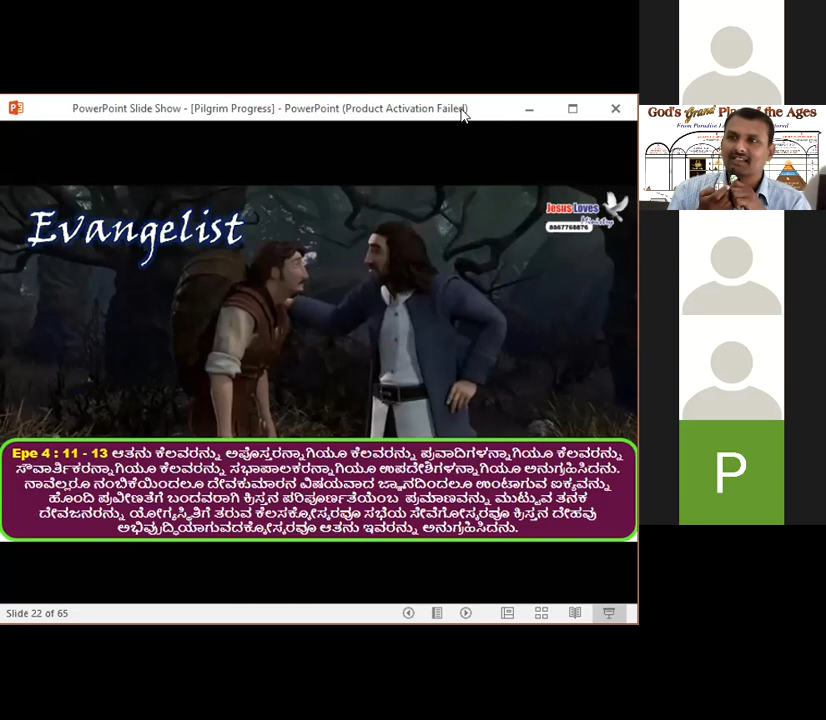 PowerPoint Slide Show - [Pilgrim Progress] - PowerPoint (Product Activation Failed)
God's Grand Plan of the Ages
Evangelist
Jesus Loves
Ministry
8867768876
Epe 4 : 11 - 13 ಆತನು ಕೆಲವರನ್ನು ಅಪೊಸ್ತರನ್ನಾಗಿಯೂ ಕೆಲವರನ್ನು ಪ್ರವಾದಿಗಳನ್ನಾಗಿಯೂ ಕೆಲವರನ್ನು
ಸೌವಾರ್ತಿಕರನ್ನಾಗಿಯೂ ಕೆಲವರನ್ನು ಸಭಾಪಾಲಕರನ್ನಾಗಿಯೂ ಉಪದೇಶಿಗಳನ್ನಾಗಿಯೂ ಅನುಗ್ರಹಿಸಿದನು.
ನಾವೆಲ್ಲರೂ ನಂಬಿಕೆಯಿಂದಲೂ ದೇವಕುಮಾರನ ವಿಷಯವಾದ ಜ್ಞಾನದಿಂದಲೂ ಉಂಟಾಗುವ ಐಕ್ಯವನ್ನು
ಹೊಂದಿ ಪ್ರವೀಣತೆಗೆ ಬಂದವರಾಗಿ ಕ್ರಿಸ್ತನ ಪರಿಪೂರ್ಣತೆಯೆಂಬ ಪ್ರಮಾಣವನ್ನು ಮುಟ್ಟುವ ತನಕ
ದೇವಜನರನ್ನು ಯೋಗ್ಯಸ್ಥಿತಿಗೆ ತರುವ ಕೆಲಸಕ್ಕೋಸ್ಕರವೂ ಸಭೆಯ ಸೇವೆಗೋಸ್ಕರವೂ ಕ್ರಿಸ್ತನ ದೇಹವು
ಅಭಿವೃದ್ಧಿಯಾಗುವದಕ್ಕೋಸ್ಕರವೂ ಆತನು ಇವರನ್ನು ಅನುಗ್ರಹಿಸಿದನು.
P
Slide 22 of 65